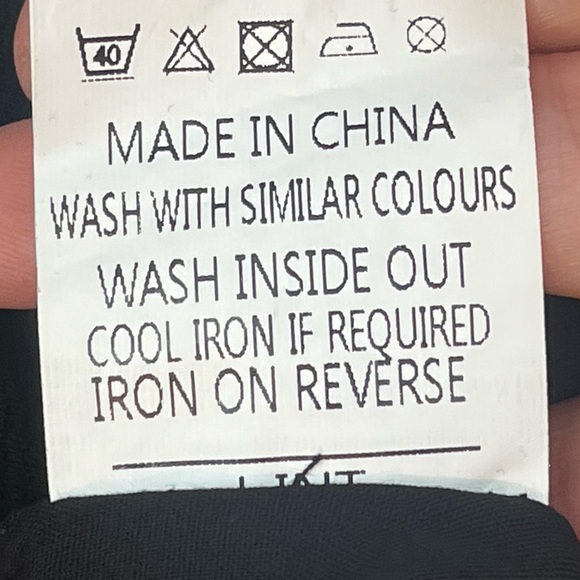 40
MADE IN CHINA
WASH WITH SIMILAR COLOURS
WASH INSIDE OUT
COOL IRON IF REQUIRED
IRON ON REVERSE